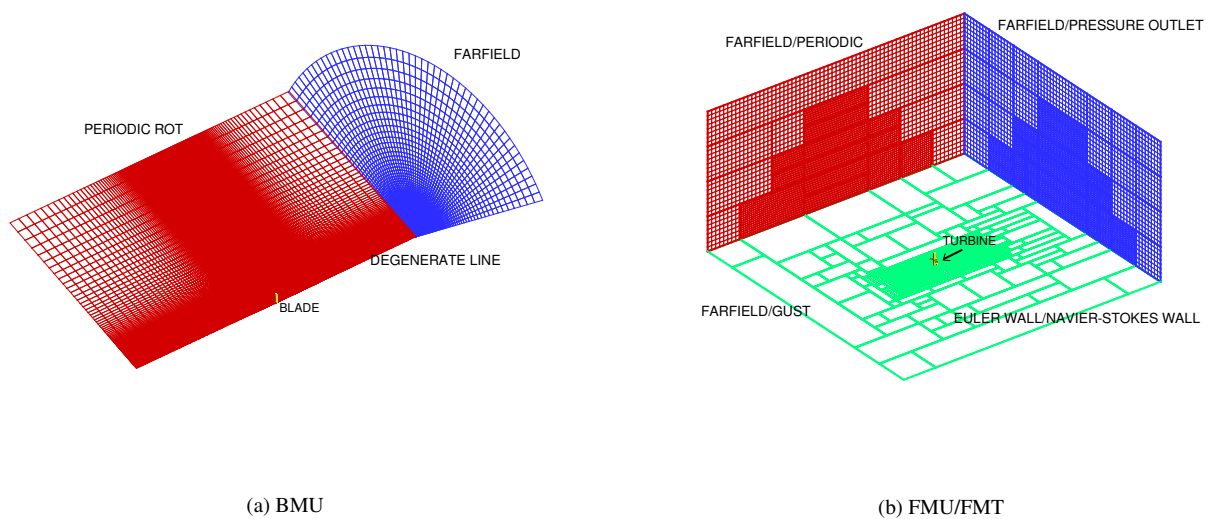 FARFIELD
PERIODIC ROT
DEGENERATE LINE
BLADE
(a) BMU
FARFIELD/PRESSURE OUTLET
FARFIELD/PERIODIC
TURBINE
FARFIELD/GUST
EULER WALL/NAVIER-STOKES WALL
(b) FMU/FMT